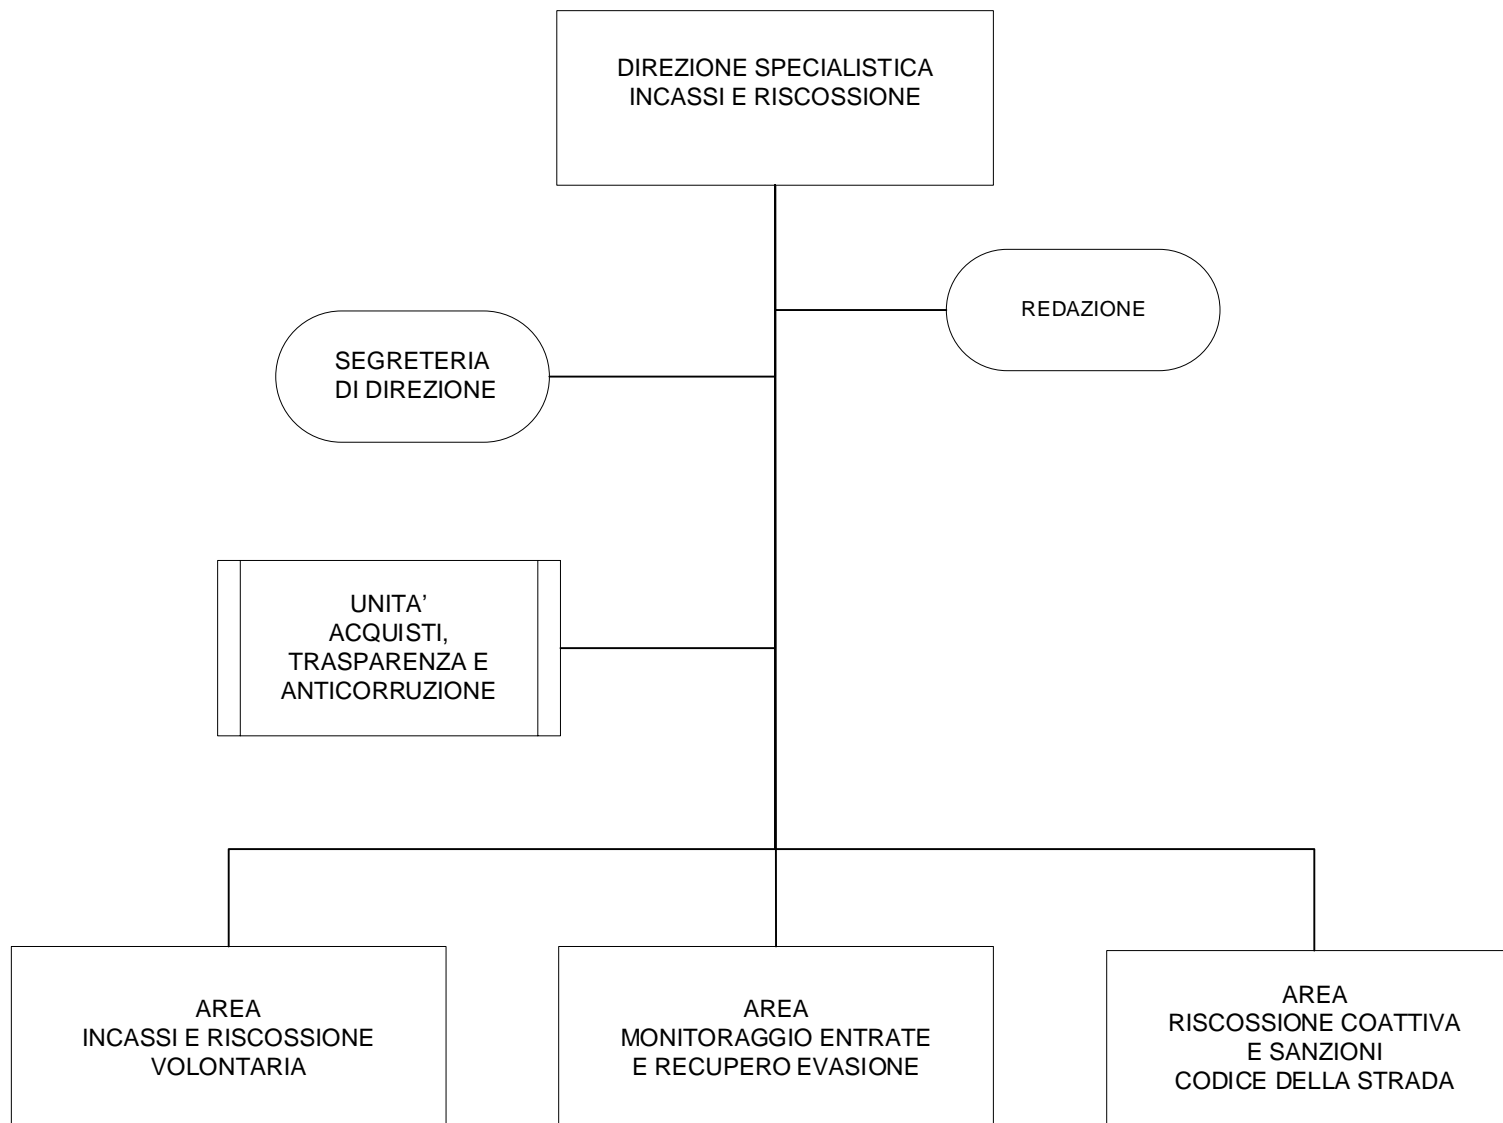 DIREZIONE SPECIALISTICA
INCASSI E RISCOSSIONE
REDAZIONE
SEGRETERIA
DI DIREZIONE
UNITA’
ACQUISTI,
TRASPARENZA E
ANTICORRUZIONE
AREA
INCASSI E RISCOSSIONE
VOLONTARIA
AREA
MONITORAGGIO ENTRATE
E RECUPERO EVASIONE
AREA
RISCOSSIONE COATTIVA
E SANZIONI
CODICE DELLA STRADA